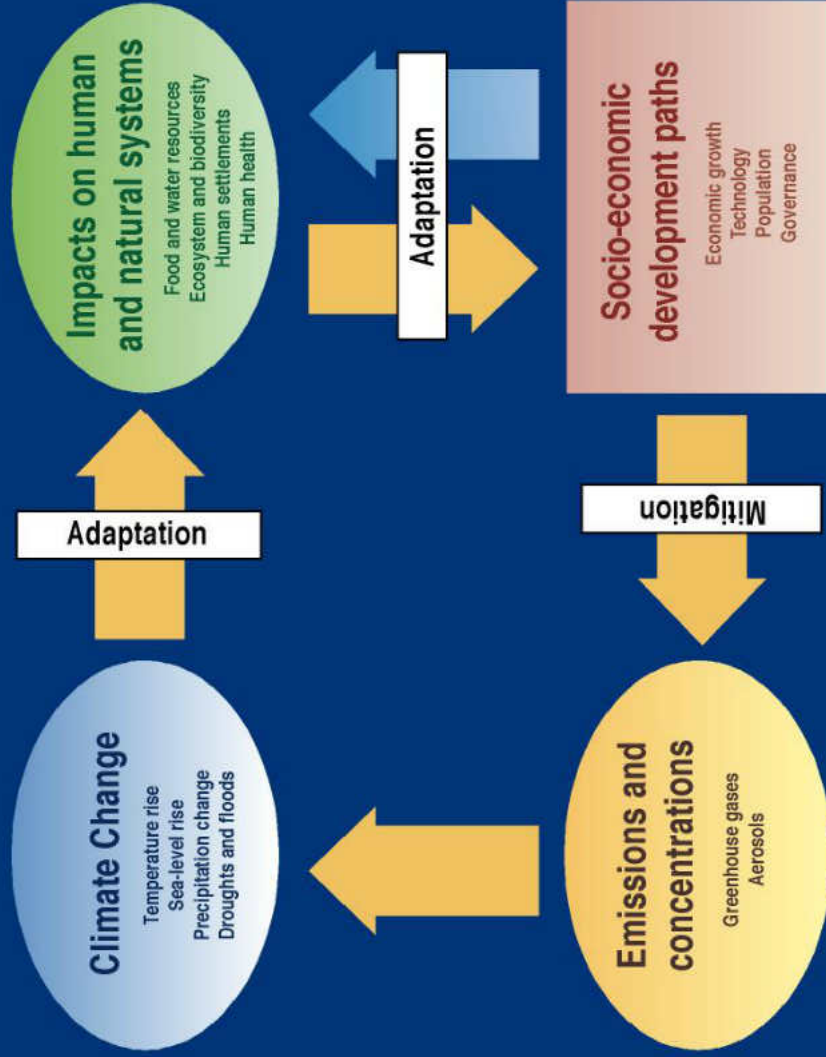 Climate Change
Temperature rise
Sea-level rise
Precipitation change
Droughts and floods
Adaptation
Impacts on human
and natural systems
Food and water resources
Ecosystem and biodiversity
Human settlements
Human health
Adaptation
Emissions and
concentrations
Greenhouse gases
Aerosols
Mitigation
Socio-economic
development paths
Economic growth
Technology
Population
Governance